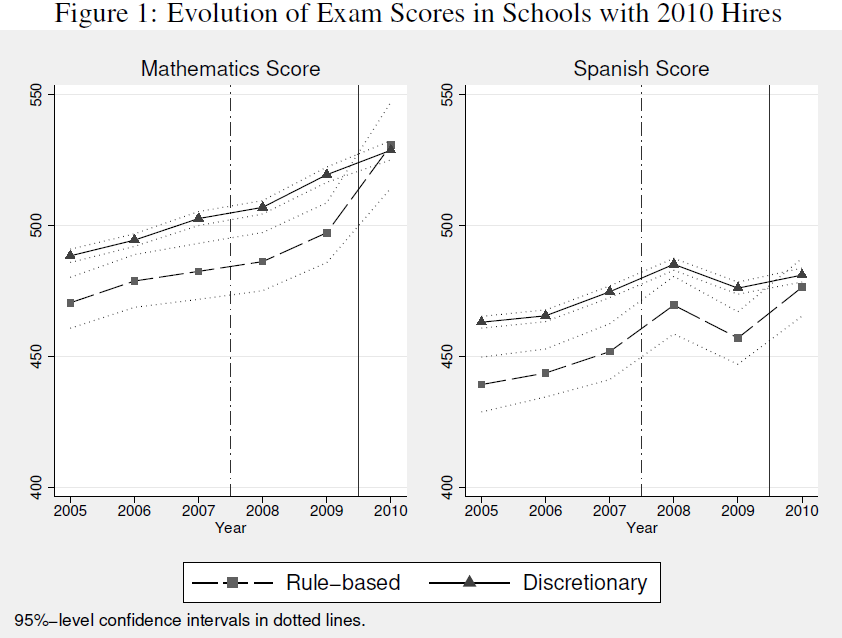 Figure 1: Evolution of Exam Scores in Schools with 2010 Hires
Mathematics Score
550
500
450
400
2005 2006 2007 2008 2009 2010
Year
Spanish Score
550
500
450
400
2005 2006 2007 2008 2009 2010
Year
Rule−based Discretionary
95%−level confidence intervals in dotted lines.